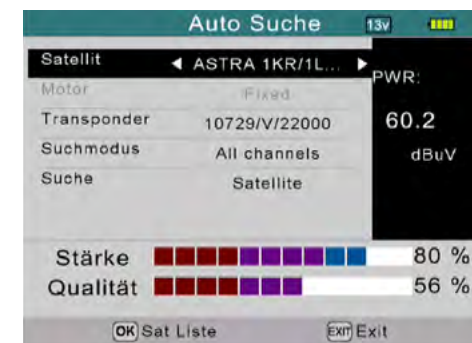 Auto Suche 13v
Satellit ASTRA 1KR/1L...
PWR:
Motor Fixed
Transponder 10729/V/22000
60.2
Suchmodus All channels
dBuV
Suche Satellite
Stärke 80 %
Qualität 56 %
OK Sat Liste EXIT Exit